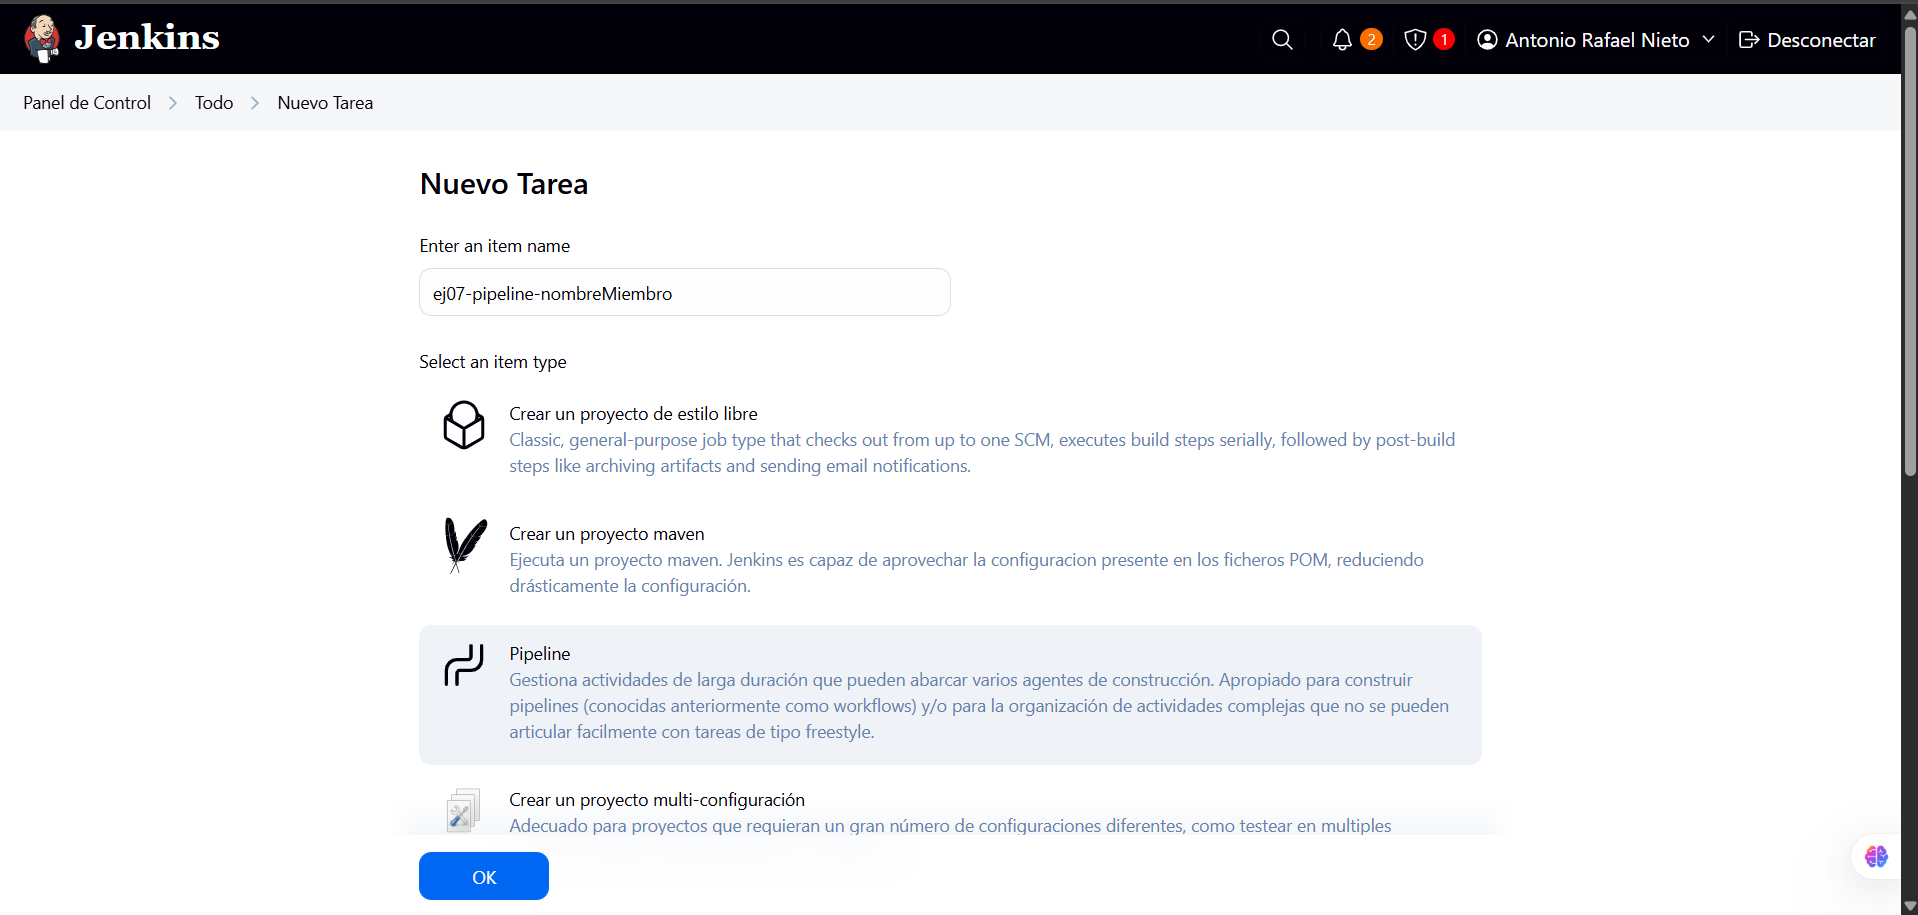 Jenkins
2
1
Antonio Rafael Nieto
Desconectar
Panel de Control
Todo
Nuevo Tarea
Nuevo Tarea
Enter an item name
ej07-pipeline-nombreMiembro
Select an item type
Crear un proyecto de estilo libre
Classic, general-purpose job type that checks out from up to one SCM, executes build steps serially, followed by post-build
steps like archiving artifacts and sending email notifications.
Crear un proyecto maven
Ejecuta un proyecto maven. Jenkins es capaz de aprovechar la configuracion presente en los ficheros POM, reduciendo
drásticamente la configuración.
Pipeline
Gestiona actividades de larga duración que pueden abarcar varios agentes de construcción. Apropiado para construir
pipelines (conocidas anteriormente como workflows) y/o para la organización de actividades complejas que no se pueden
articular facilmente con tareas de tipo freestyle.
Crear un proyecto multi-configuración
Adecuado para proyectos que requieran un gran número de configuraciones diferentes, como testear en multiples
OK